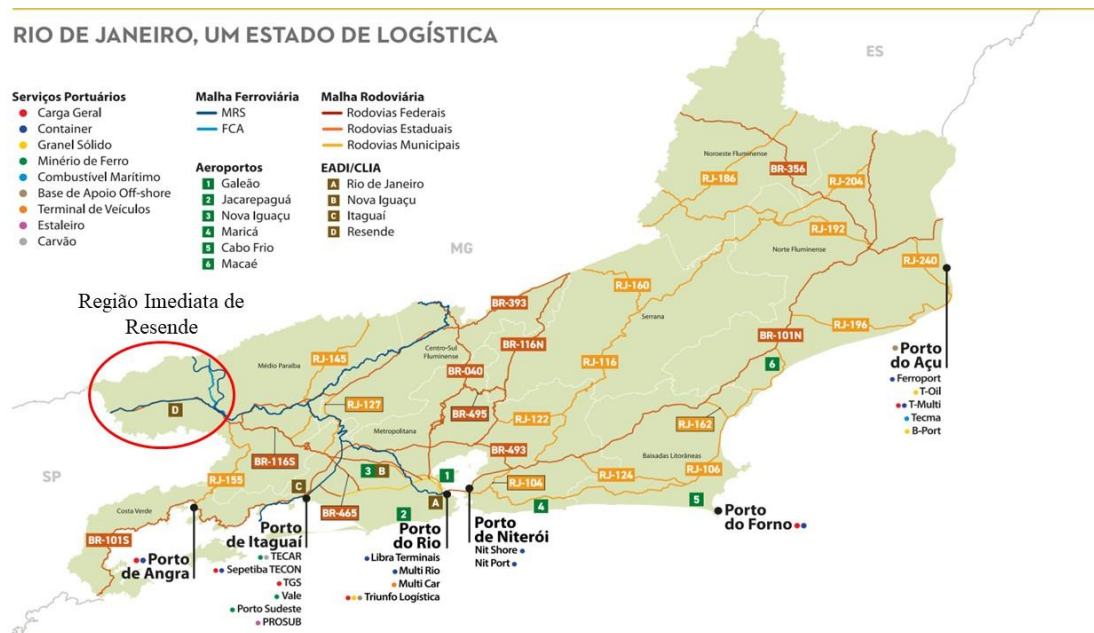 RIO DE JANEIRO, UM ESTADO DE LOGÍSTICA
Serviços Portuários
Carga Geral
Container
Granel Sólido
Minério de Ferro
Combustível Marítimo
Base de Apoio Off-shore
Terminal de Veículos
Estaleiro
Carvão
Malha Ferroviária
MRS
FCA
Aeroportos
1 Galeão
2 Jacarepaguá
3 Nova Iguaçu
4 Maricá
5 Cabo Frio
6 Macaé
Malha Rodoviária
Rodovias Federais
Rodovias Estaduais
Rodovias Municipais
EADI/CLIA
A Rio de Janeiro
B Nova Iguaçu
C Itaguaí
D Resende
ES
MG
SP
Região Imediata de
Resende
Noroeste Fluminense
BR-356
RJ-186
RJ-204
RJ-192
Norte Fluminense
RJ-240
RJ-160
BR-393
Serrana
RJ-196
BR-101N
BR-116N
RJ-145
Centro-Sul
Fluminense
Médio Paraíba
RJ-116
BR-040
6
D
RJ-127
BR-495
RJ-122
RJ-162
Metropolitana
BR-116S
BR-493
Baixadas Litorâneas
RJ-155
3 B
1
RJ-124
RJ-106
RJ-104
C
A
BR-465
2
4
5
Costa Verde
BR-101S
Porto
do Açu
Ferroport
T-Oil
T-Multi
Tecma
B-Port
Porto
do Forno
Porto
de Niterói
Nit Shore
Nit Port
Porto
do Rio
Libra Terminais
Multi Rio
Multi Car
Triunfo Logística
Porto
de Itaguaí
TECAR
Sepetiba TECON
TGS
Vale
Porto Sudeste
PROSUB
Porto
de Angra